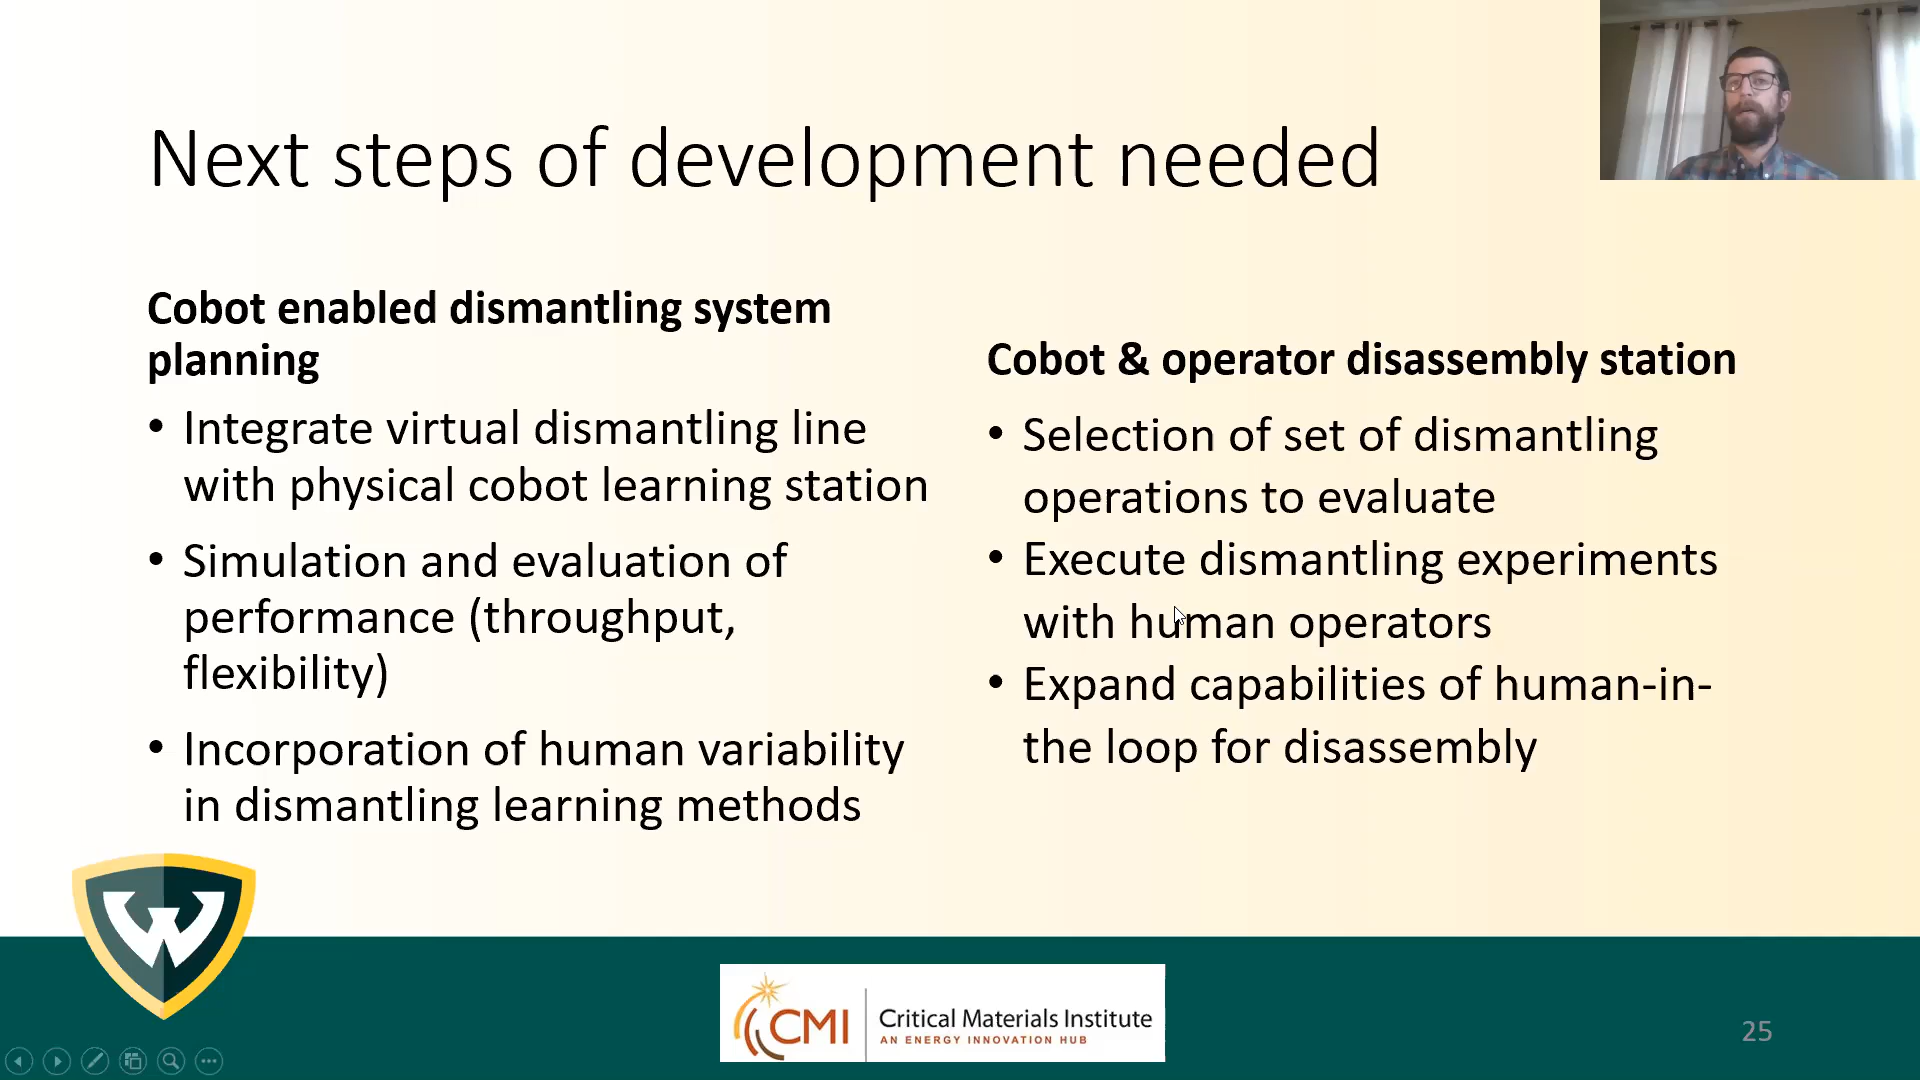 Next steps of development needed
Cobot enabled dismantling system
planning
• Integrate virtual dismantling line
with physical cobot learning station
• Simulation and evaluation of
performance (throughput,
flexibility)
• Incorporation of human variability
in dismantling learning methods
Cobot & operator disassembly station
• Selection of set of dismantling
operations to evaluate
• Execute dismantling experiments
with human operators
• Expand capabilities of human-in-
the loop for disassembly
W
CMI
Critical Materials Institute
AN ENERGY INNOVATION HUB
25